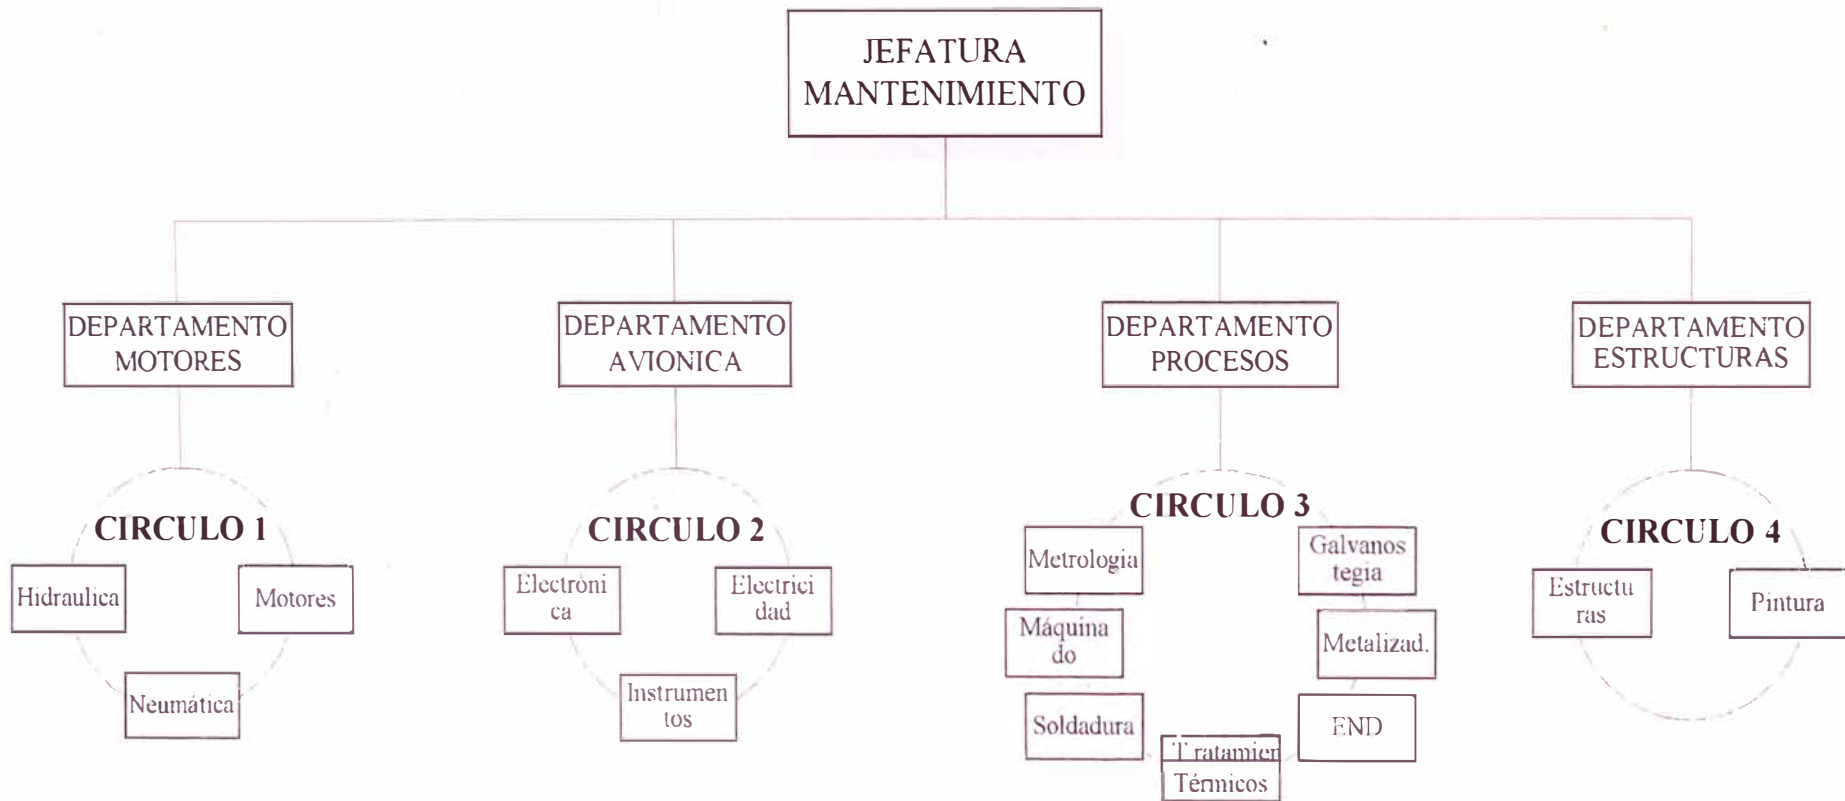 JEFATURA
MANTENIMIENTO
DEPARTAMENTO
MOTORES
DEPARTAMENTO
AVIONICA
DEPARTAMENTO
PROCESOS
DEPARTAMENTO
ESTRUCTURAS
CIRCULO 1
Hidraulica
Motores
Neumática
CIRCULO 2
Electroni
ca
Electrici
dad
Instrumen
tos
CIRCULO 3
Metrologia
Galvanos
tegia
Máquina
do
Metalizad.
Soldadura
END
Tratamien
Térmicos
CIRCULO 4
Estructu
ras
Pintura